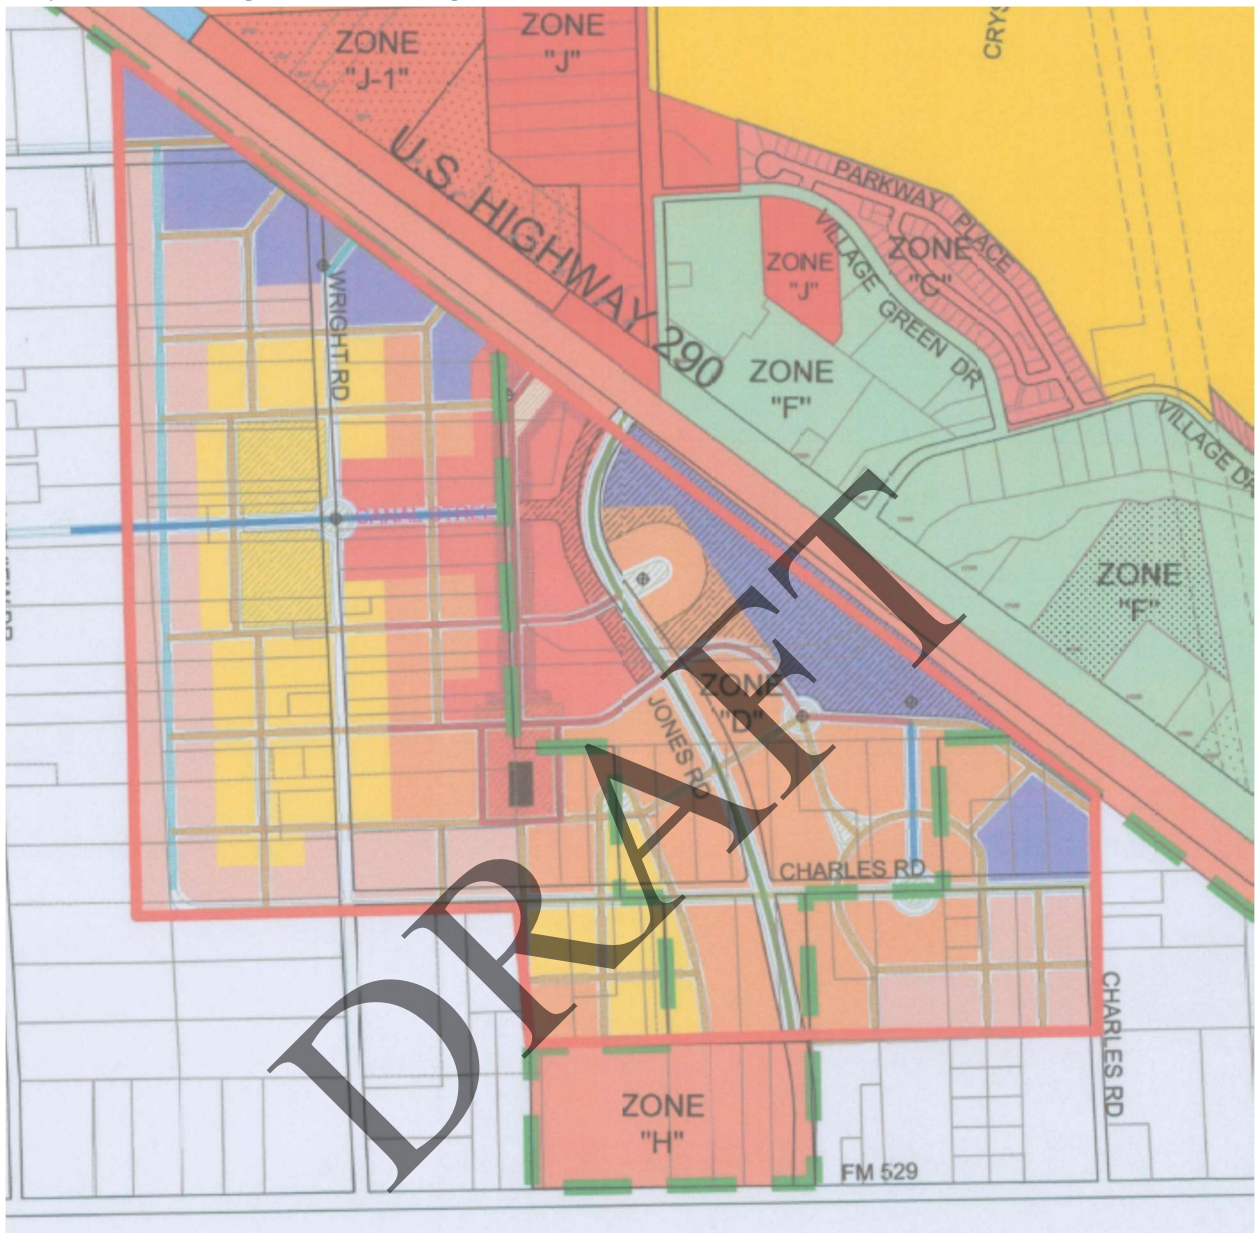 ZONE
"J-1"
ZONE
"J"
CRYS
U.S. HIGHWAY 290
PARKWAY PLACE
VILLAGE GREEN DR
ZONE
"C"
ZONE
"J"
WRIGHT RD
ZONE
"F"
VILLAGE DR
ZONE
"F"
ZONE
"D"
JONES RD
CHARLES RD
CHARLES RD
ZONE
"H"
FM 529
DRAFT